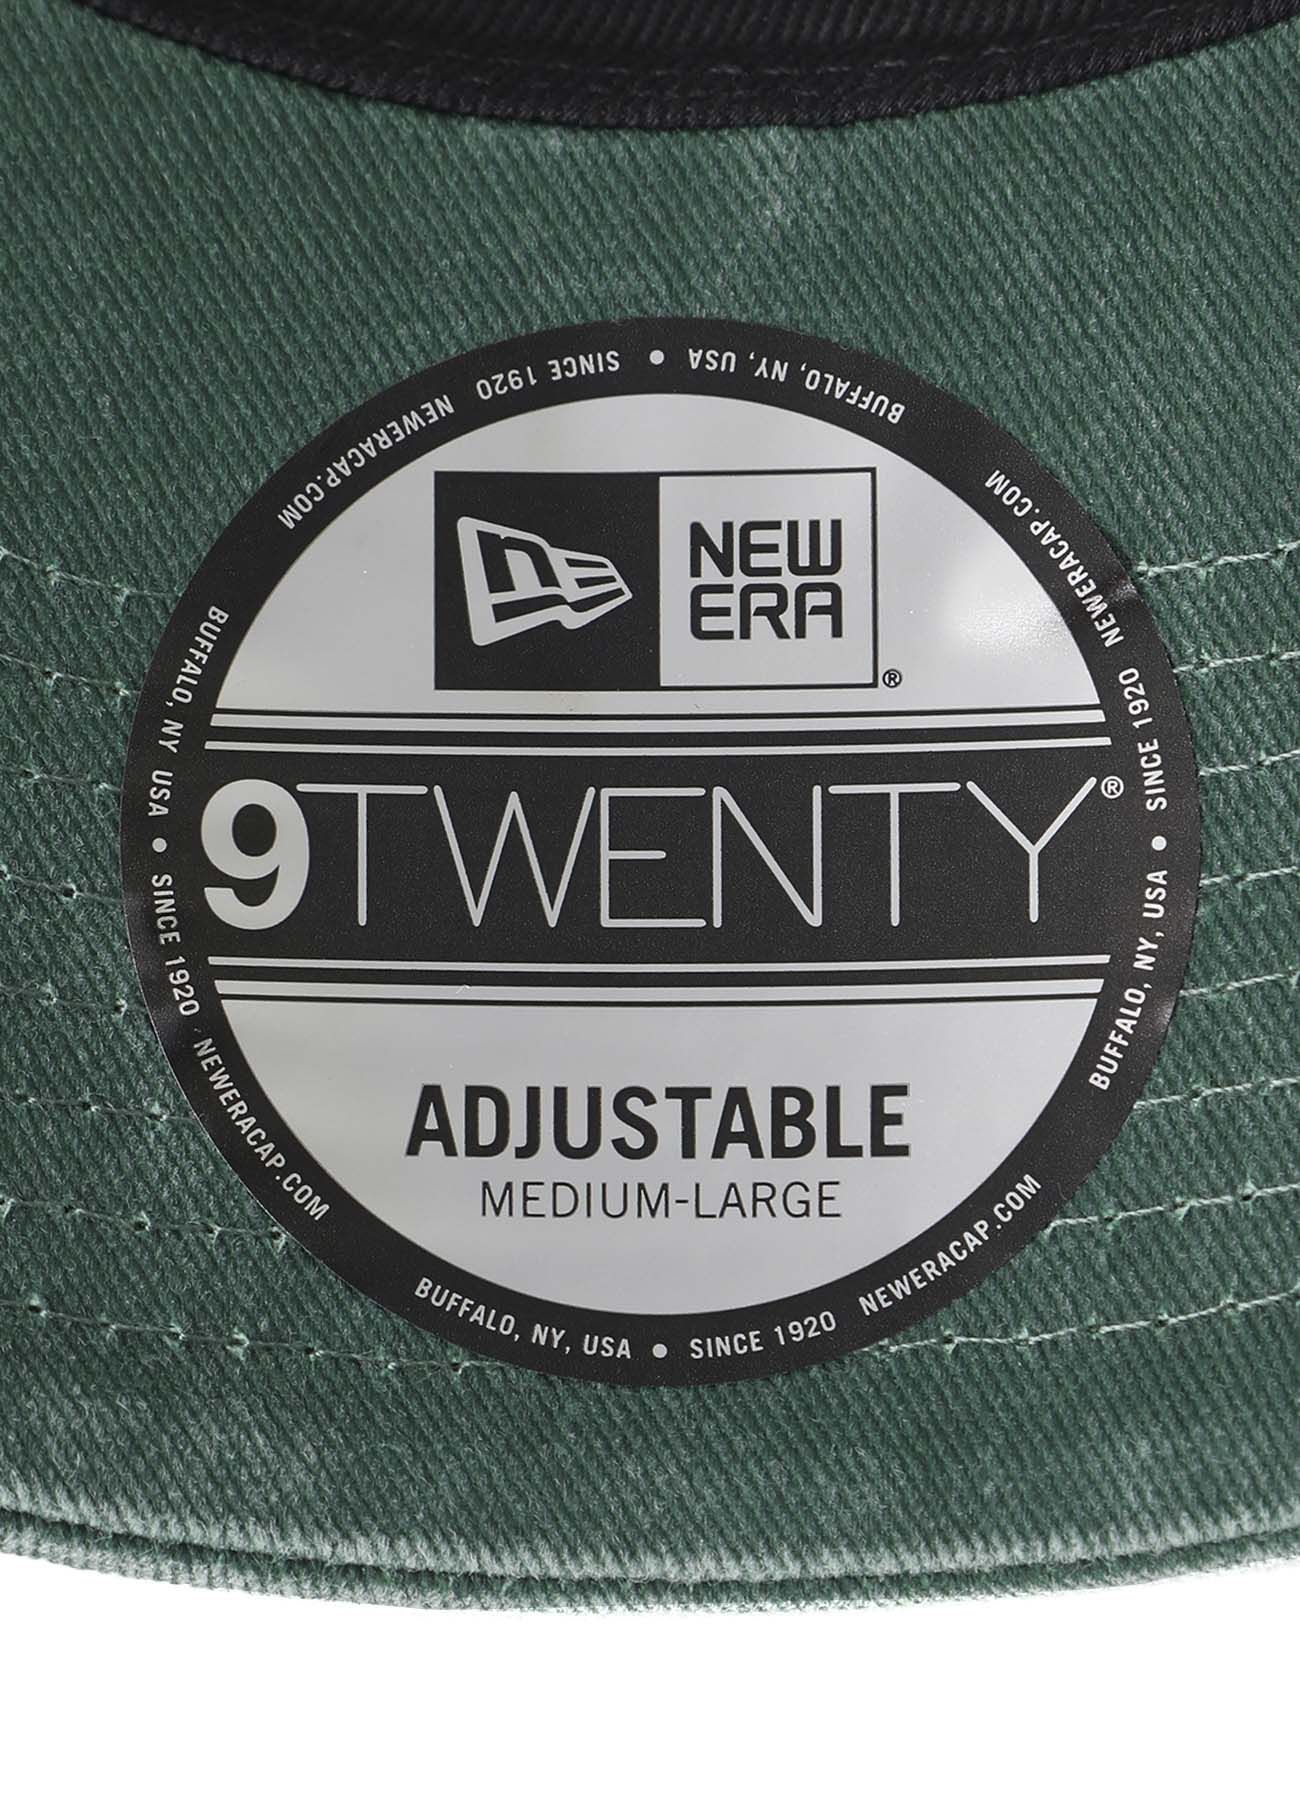 BUFFALO, NY, USA • SINCE 1920 NEWERACAP.COM
NEW
ERA®
9TWENTY®
ADJUSTABLE
MEDIUM-LARGE
BUFFALO, NY USA • SINCE 1920 NEWERACAP.COM
BUFFALO, NY, USA • SINCE 1920 NEWERACAP.COM
BUFFALO, NY, USA • SINCE 1920 NEWERACAP.COM